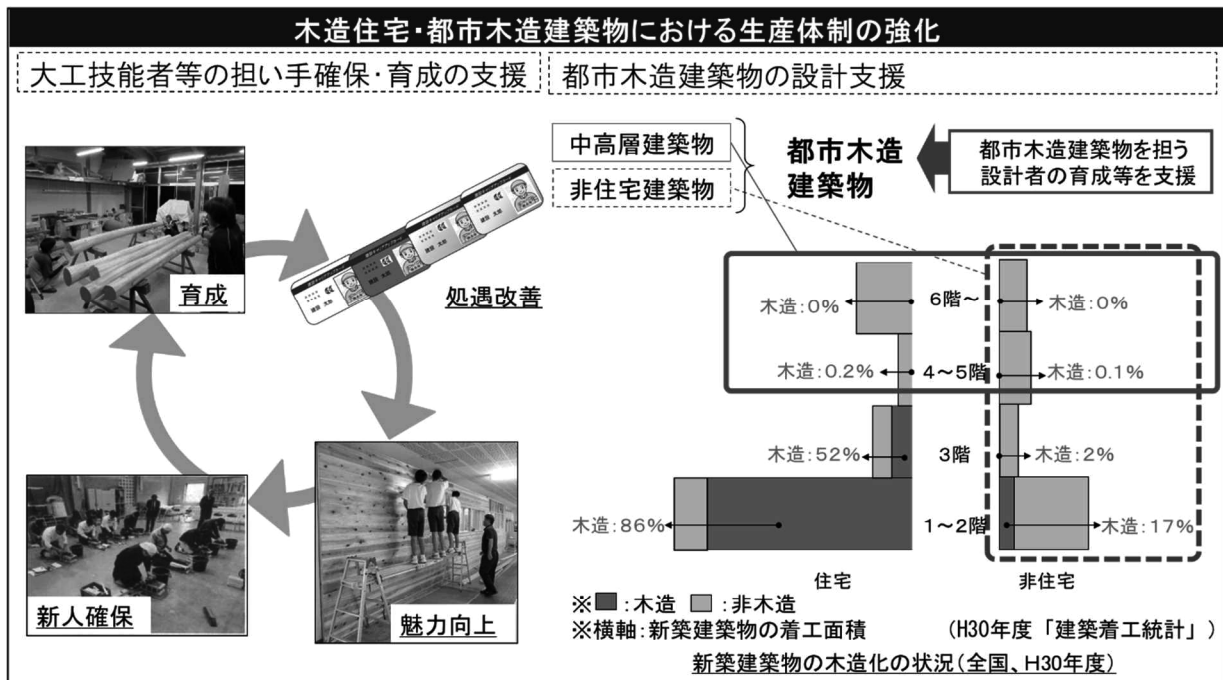 木造住宅・都市木造建築物における生産体制の強化
大工技能者等の担い手確保・育成の支援
都市木造建築物の設計支援
中高層建築物
非住宅建築物
都市木造
建築物
都市木造建築物を担う
設計者の育成等を支援
育成
処遇改善
新人確保
魅力向上
木造:0%
6階～
木造:0%
木造:0.2%
4～5階
木造:0.1%
木造:52%
3階
木造:2%
木造:86%
1～2階
木造:17%
住宅
非住宅
※ :木造 :非木造
※横軸:新築建築物の着工面積
(H30年度「建築着工統計」)
新築建築物の木造化の状況(全国、H30年度)